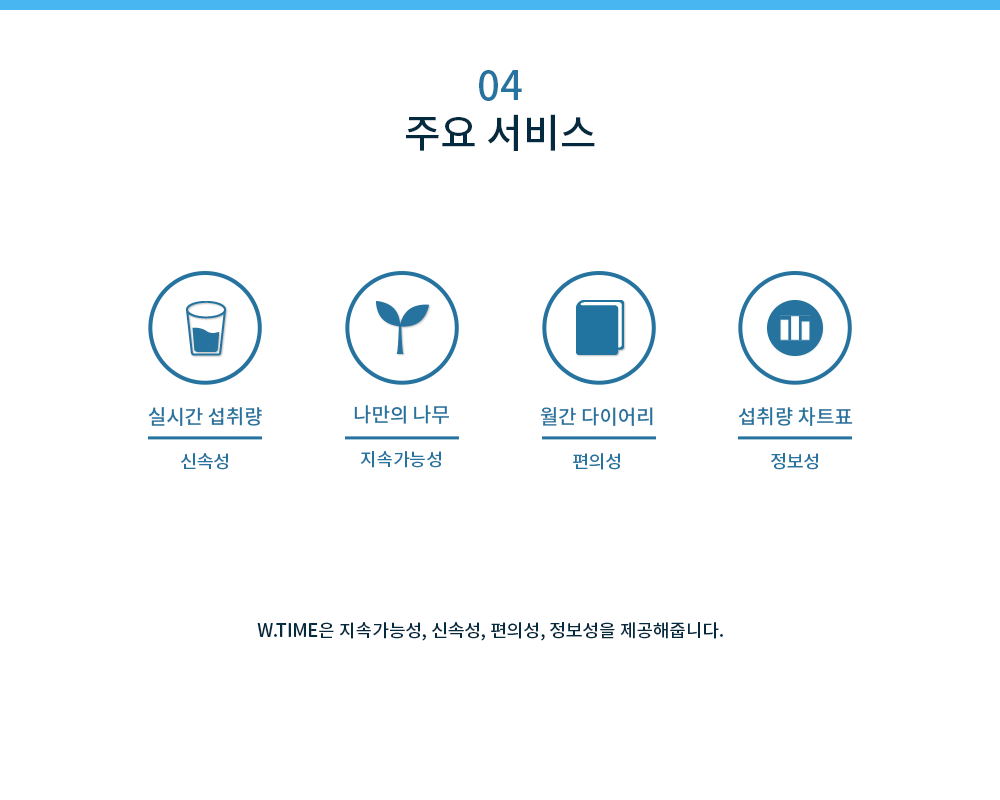 04
주요 서비스
실시간 섭취량
신속성
나만의 나무
지속가능성
월간 다이어리
편의성
섭취량 차트표
정보성
W.TIME은 지속가능성, 신속성, 편의성, 정보성을 제공해줍니다.